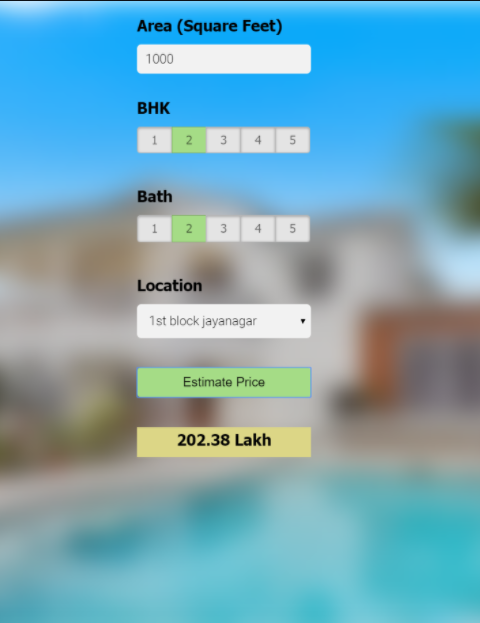 Area (Square Feet)
1000
BHK
1 2 3 4 5
Bath
1 2 3 4 5
Location
1st block jayanagar
Estimate Price
202.38 Lakh